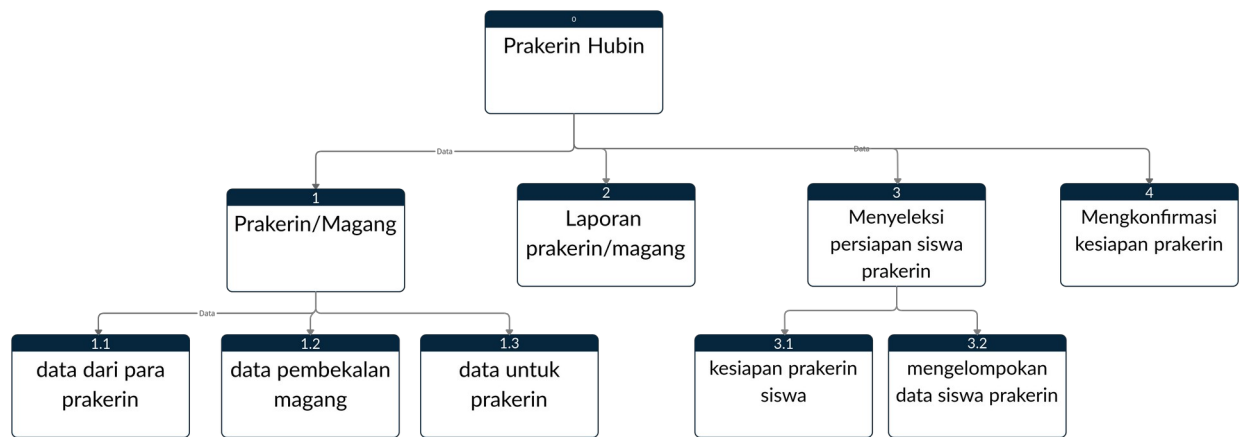 0
Prakerin Hubin
Data
Data
1
Prakerin/Magang
2
Laporan
prakerin/magang
3
Menyeleksi
persiapan siswa
prakerin
4
Mengkonfirmasi
kesiapan prakerin
Data
1.1
data dari para
prakerin
1.2
data pembekalan
magang
1.3
data untuk
prakerin
3.1
kesiapan prakerin
siswa
3.2
mengelompokan
data siswa prakerin